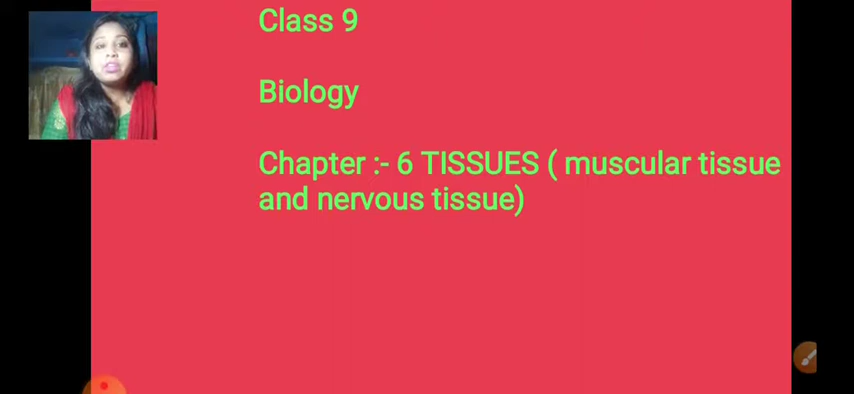 Class 9
Biology
Chapter :- 6 TISSUES ( muscular tissue
and nervous tissue)